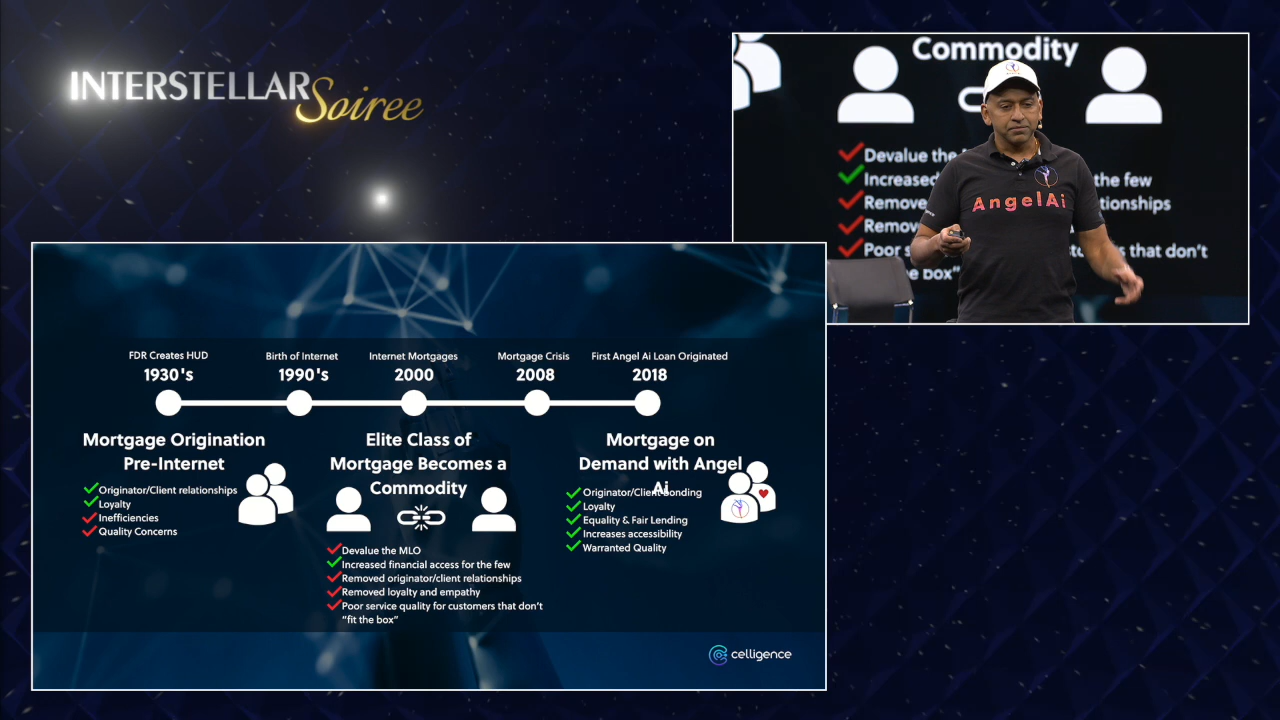 INTERSTELLAR Soiree
Commodity
Devalue the
Increased the few
Remove tionships
Remov
Poor s that don't
e box"
AngelAi
FDR Creates HUD
1930's
Birth of Internet
1990's
Internet Mortgages
2000
Mortgage Crisis
2008
First Angel Ai Loan Originated
2018
Mortgage Origination
Pre-Internet
Originator/Client relationships
Loyalty
Inefficiencies
Quality Concerns
Elite Class of
Mortgage Becomes a
Commodity
Devalue the MLO
Increased financial access for the few
Removed originator/client relationships
Removed loyalty and empathy
Poor service quality for customers that don't
"fit the box"
Mortgage on
Demand with Angel
Ai
Originator/Client Bonding
Loyalty
Equality & Fair Lending
Increases accessibility
Warranted Quality
celligence